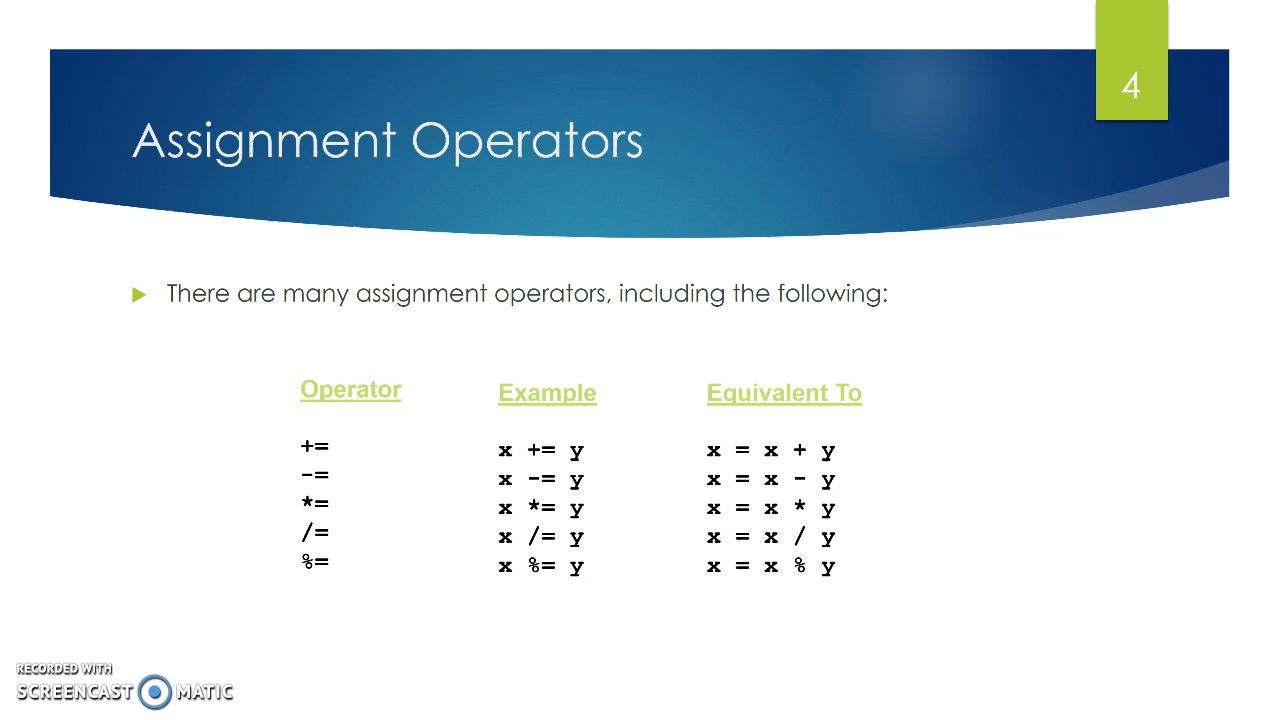 4
Assignment Operators
There are many assignment operators, including the following:
Operator Example Equivalent To
+= x += y x = x + y
-= x -= y x = x - y
*= x *= y x = x * y
/= x /= y x = x / y
%= x %= y x = x % y
RECORDED WITH
SCREENCAST MATIC